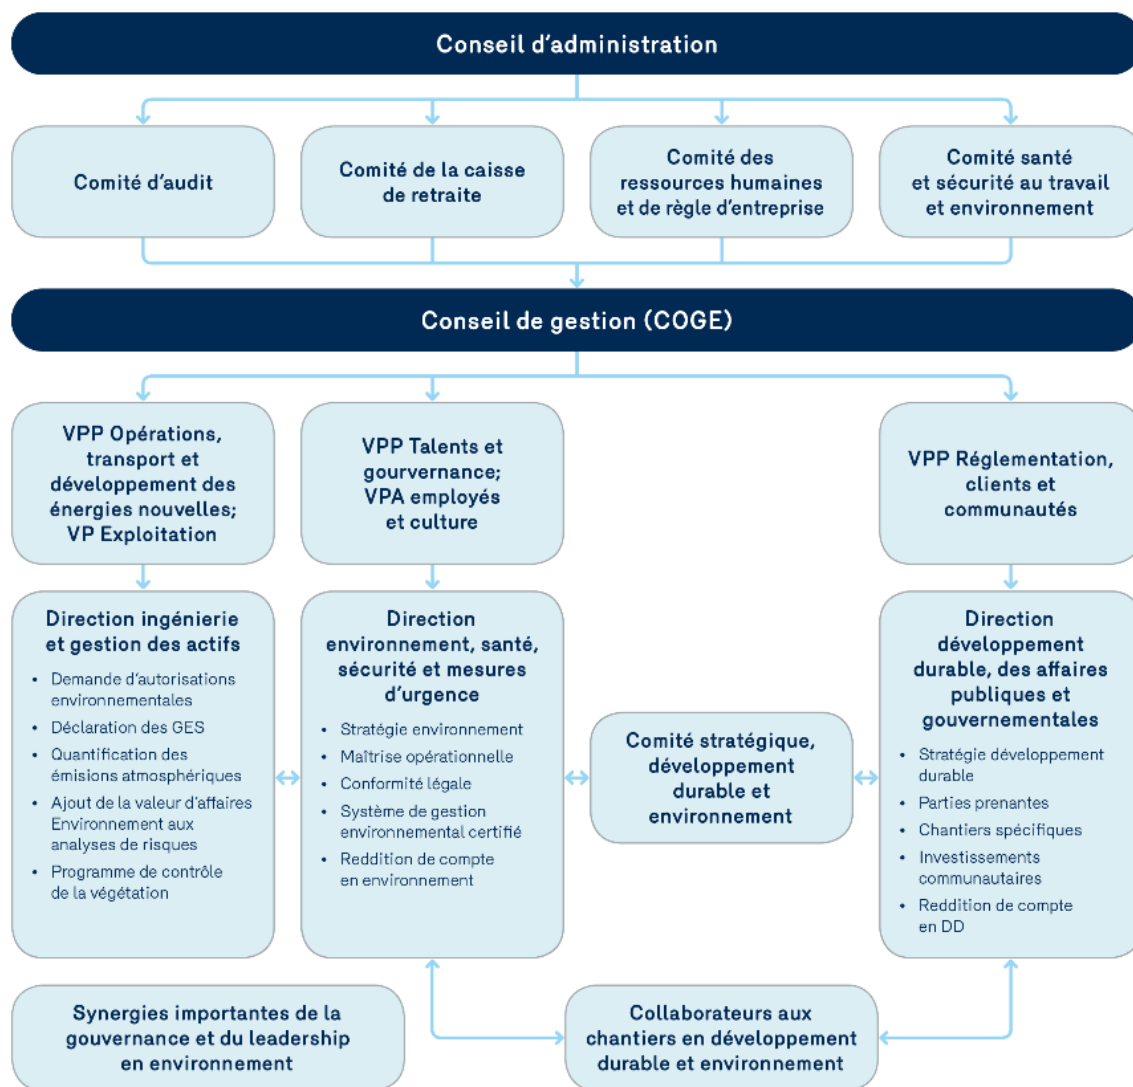 Conseil d'administration
Comité d'audit
Comité de la caisse
de retraite
Comité des
ressources humaines
et de règle d'entreprise
Comité santé
et sécurité au travail
et environnement
Conseil de gestion (COGE)
VPP Opérations,
transport et
développement des
énergies nouvelles;
VP Exploitation
VPP Talents et
gourvernance;
VPA employés
et culture
VPP Réglementation,
clients et
communautés
Direction ingénierie
et gestion des actifs
• Demande d'autorisations
environnementales
• Déclaration des GES
• Quantification des
émissions atmosphériques
• Ajout de la valeur d'affaires
Environnement aux
analyses de risques
• Programme de contrôle
de la végétation
Direction
environnement, santé,
sécurité et mesures
d'urgence
• Stratégie environnement
• Maîtrise opérationnelle
• Conformité légale
• Système de gestion
environnemental certifié
• Reddition de compte
en environnement
Comité stratégique,
développement
durable et
environnement
Direction
développement
durable, des affaires
publiques et
gouvernementales
• Stratégie développement
durable
• Parties prenantes
• Chantiers spécifiques
• Investissements
communautaires
• Reddition de compte
en DD
Synergies importantes de la
gouvernance et du leadership
en environnement
Collaborateurs aux
chantiers en développement
durable et environnement